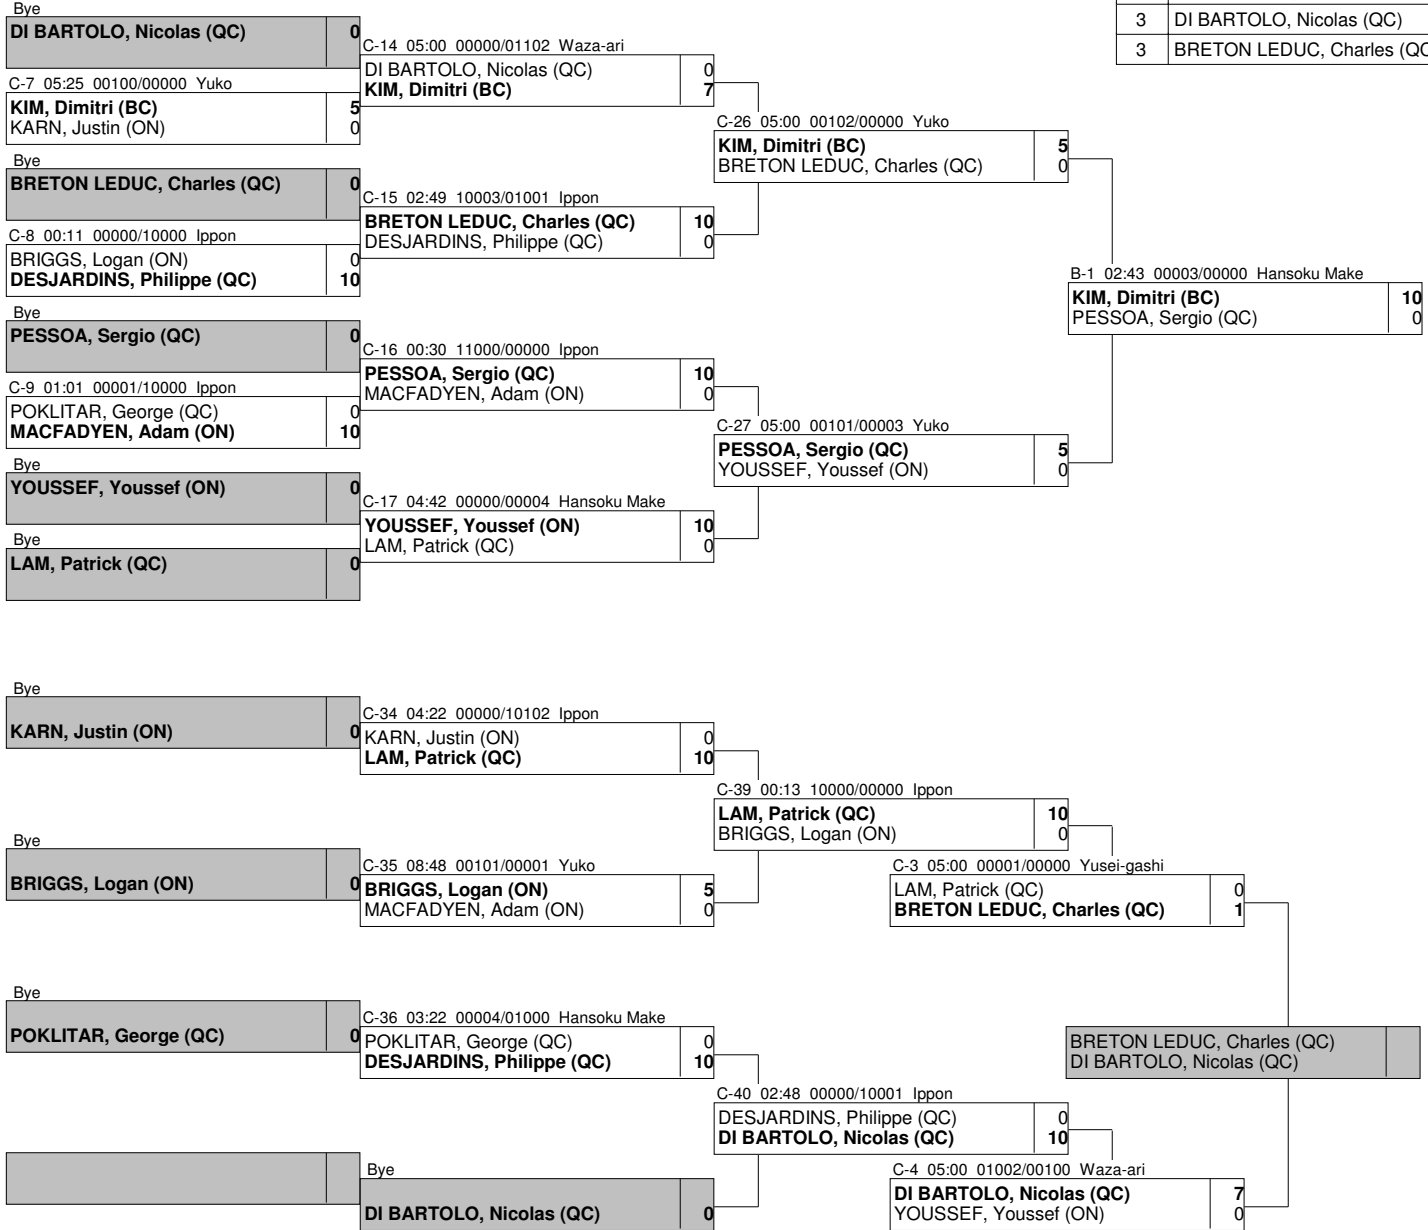 Bye
DI BARTOLO, Nicolas (QC) 0
C-7 05:25 00100/00000 Yuko
KIM, Dimitri (BC) 5
KARN, Justin (ON) 0
Bye
BRETON LEDUC, Charles (QC) 0
C-8 00:11 00000/10000 Ippon
BRIGGS, Logan (ON) 0
DESJARDINS, Philippe (QC) 10
Bye
PESSOA, Sergio (QC) 0
C-9 01:01 00001/10000 Ippon
POKLITAR, George (QC) 0
MACFADYEN, Adam (ON) 10
Bye
YOUSSEF, Youssef (ON) 0
Bye
LAM, Patrick (QC) 0
C-14 05:00 00000/01102 Waza-ari
DI BARTOLO, Nicolas (QC) 0
KIM, Dimitri (BC) 7
C-15 02:49 10003/01001 Ippon
BRETON LEDUC, Charles (QC) 10
DESJARDINS, Philippe (QC) 0
C-16 00:30 11000/00000 Ippon
PESSOA, Sergio (QC) 10
MACFADYEN, Adam (ON) 0
C-17 04:42 00000/00004 Hansoku Make
YOUSSEF, Youssef (ON) 10
LAM, Patrick (QC) 0
C-26 05:00 00102/00000 Yuko
KIM, Dimitri (BC) 5
BRETON LEDUC, Charles (QC) 0
C-27 05:00 00101/00003 Yuko
PESSOA, Sergio (QC) 5
YOUSSEF, Youssef (ON) 0
B-1 02:43 00003/00000 Hansoku Make
KIM, Dimitri (BC) 10
PESSOA, Sergio (QC) 0
3 DI BARTOLO, Nicolas (QC)
3 BRETON LEDUC, Charles (QC
Bye
KARN, Justin (ON) 0
Bye
BRIGGS, Logan (ON) 0
Bye
POKLITAR, George (QC) 0
C-34 04:22 00000/10102 Ippon
KARN, Justin (ON) 0
LAM, Patrick (QC) 10
C-35 08:48 00101/00001 Yuko
BRIGGS, Logan (ON) 5
MACFADYEN, Adam (ON) 0
C-36 03:22 00004/01000 Hansoku Make
POKLITAR, George (QC) 0
DESJARDINS, Philippe (QC) 10
Bye
DI BARTOLO, Nicolas (QC) 0
C-39 00:13 10000/00000 Ippon
LAM, Patrick (QC) 10
BRIGGS, Logan (ON) 0
C-40 02:48 00000/10001 Ippon
DESJARDINS, Philippe (QC) 0
DI BARTOLO, Nicolas (QC) 10
C-3 05:00 00001/00000 Yusei-gashi
LAM, Patrick (QC) 0
BRETON LEDUC, Charles (QC) 1
C-4 05:00 01002/00100 Waza-ari
DI BARTOLO, Nicolas (QC) 7
YOUSSEF, Youssef (ON) 0
BRETON LEDUC, Charles (QC)
DI BARTOLO, Nicolas (QC)